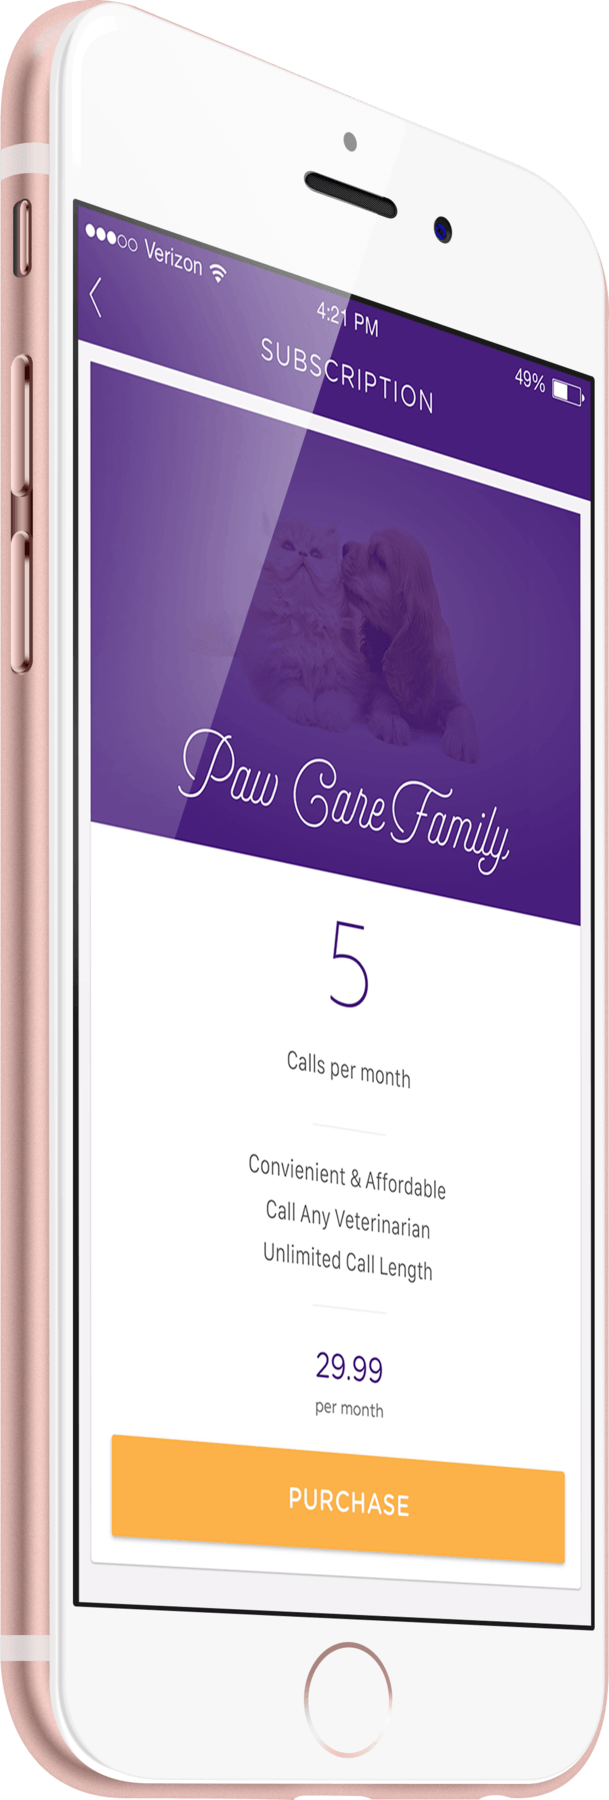 Verizon
4:21 PM
49%
SUBSCRIPTION
Paw Care Family
5
Calls per month
Convienient & Affordable
Call Any Veterinarian
Unlimited Call Length
29.99
per month
PURCHASE